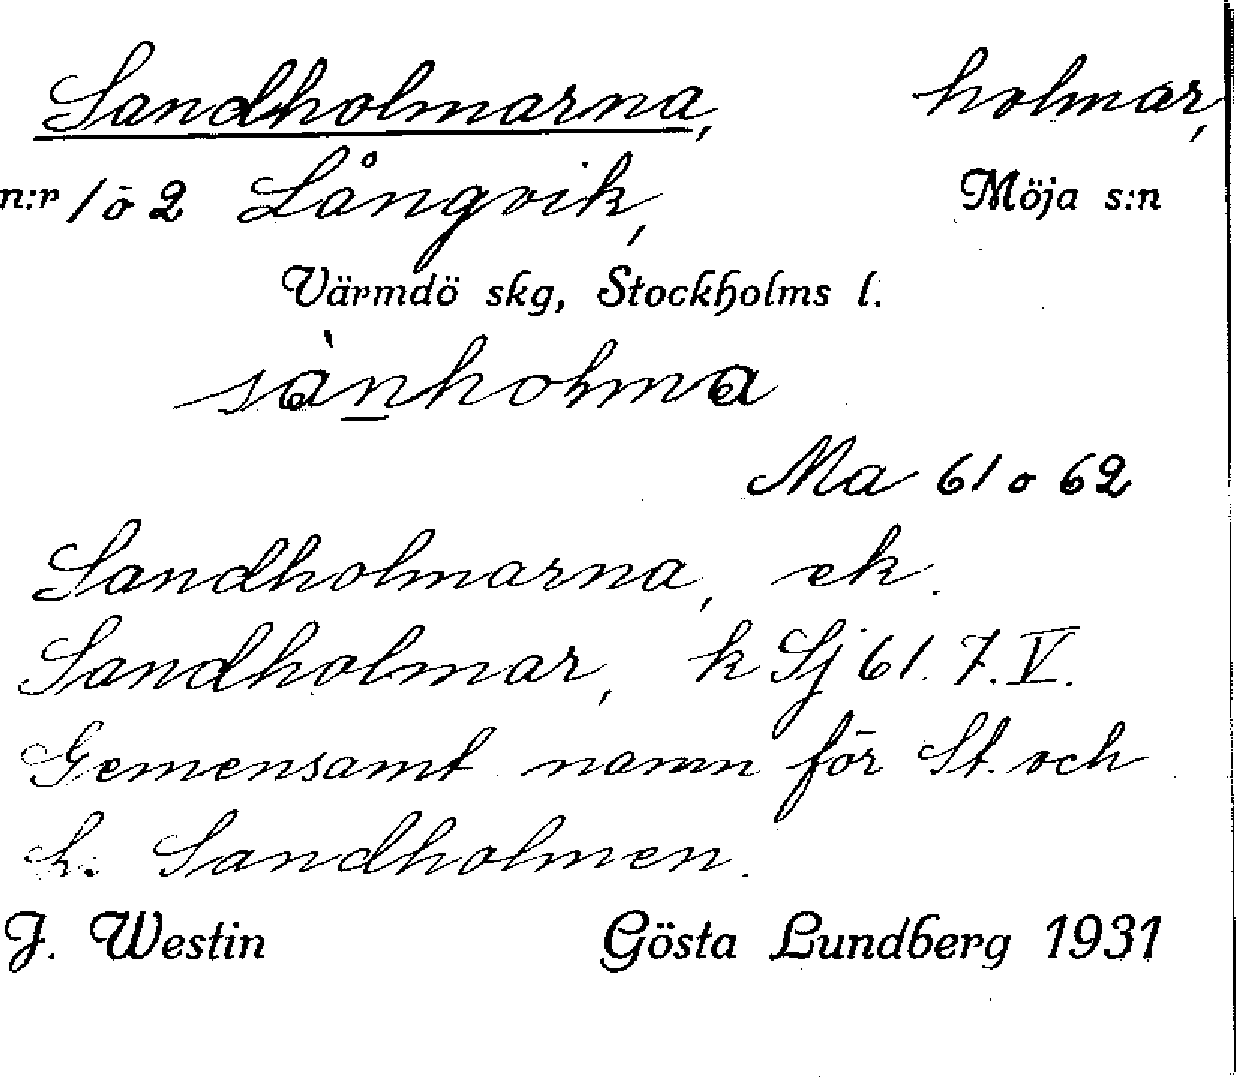 Sandholmarna, holmar,
n:r 1 o 2 Långvik, Möja s:n
Värmdö skg, Stockholms l.
sànholma
Ma 61 o 62
Sandholmarna, ek.
Sandholmar, k Sj 61. 7. V.
Gemensamt namn för St. och
L: Sandholmen.
J. Westin Gösta Lundberg 1931